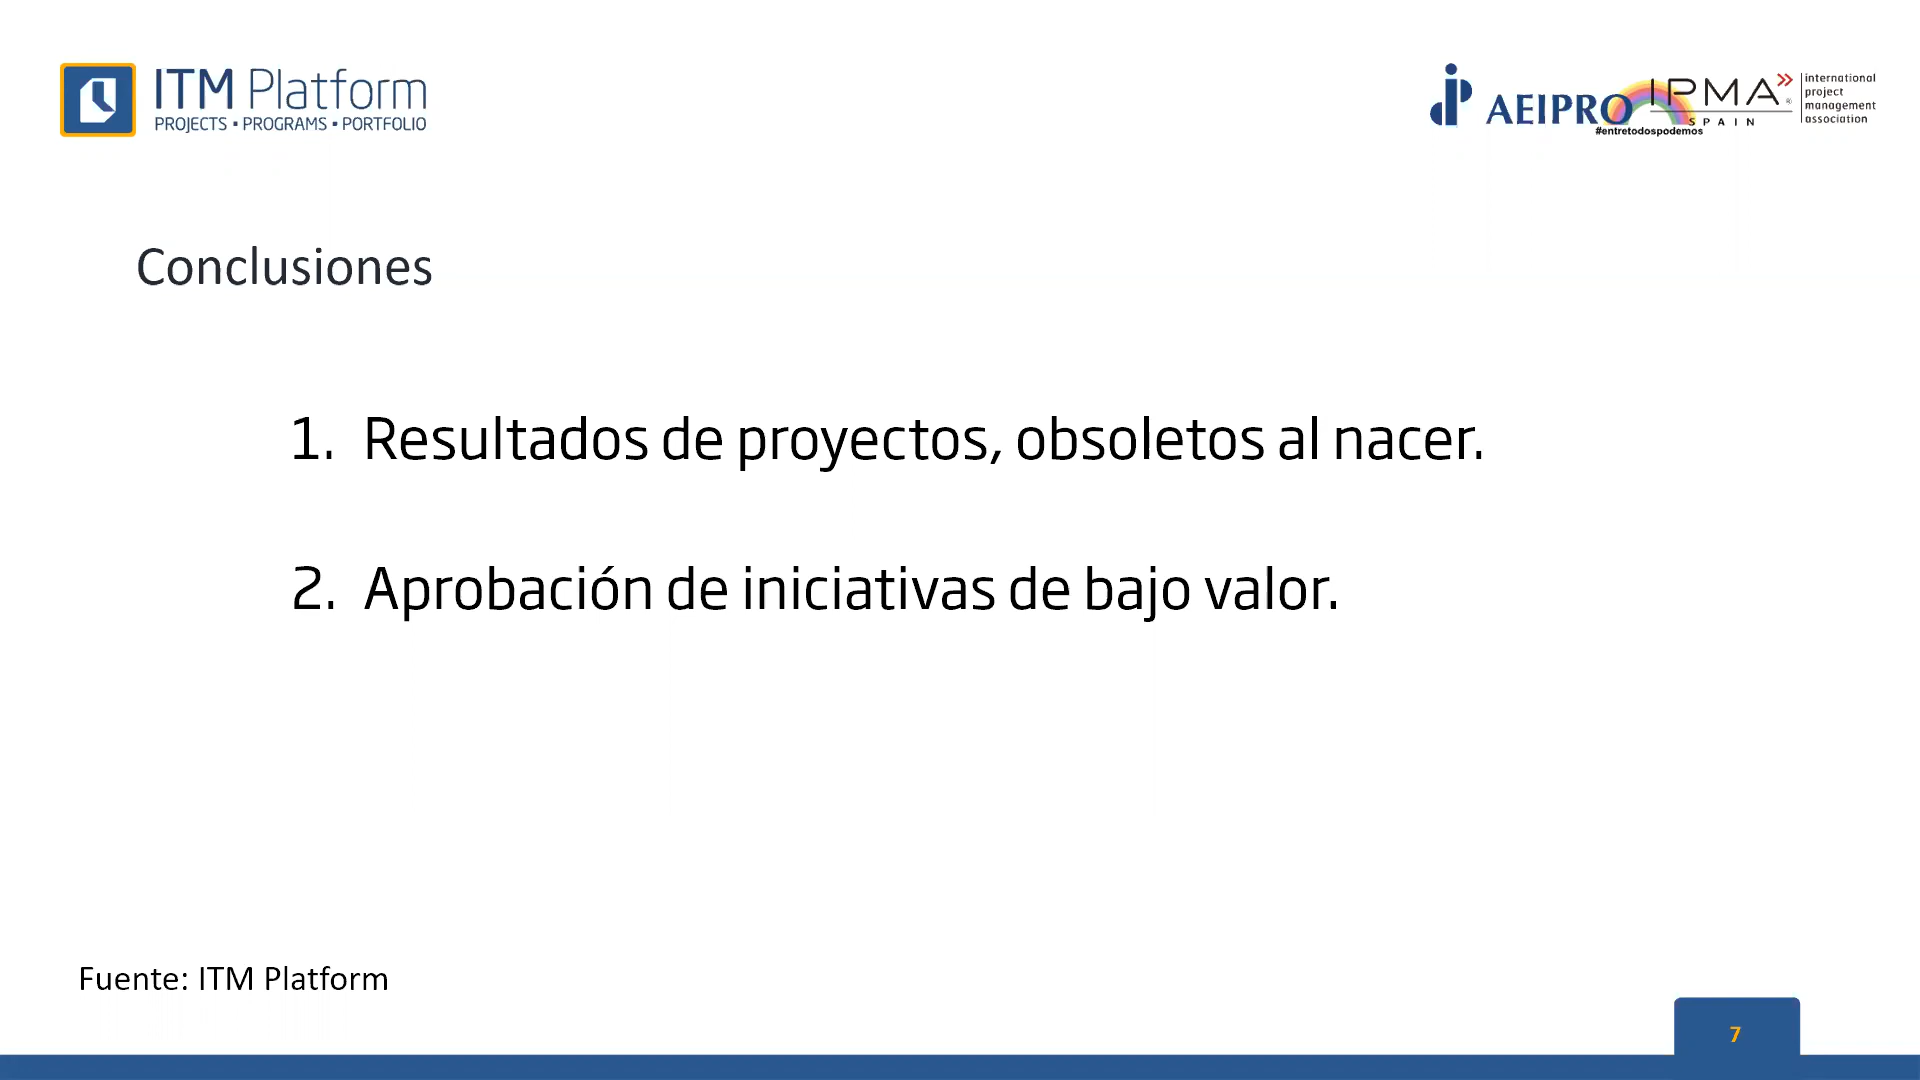 ITM Platform
PROJECTS ▪ PROGRAMS ▪ PORTFOLIO
AEIPRO
#entretodospodemos
IPMA®
SPAIN
international
project
management
association
Conclusiones
1. Resultados de proyectos, obsoletos al nacer.
2. Aprobación de iniciativas de bajo valor.
Fuente: ITM Platform
7